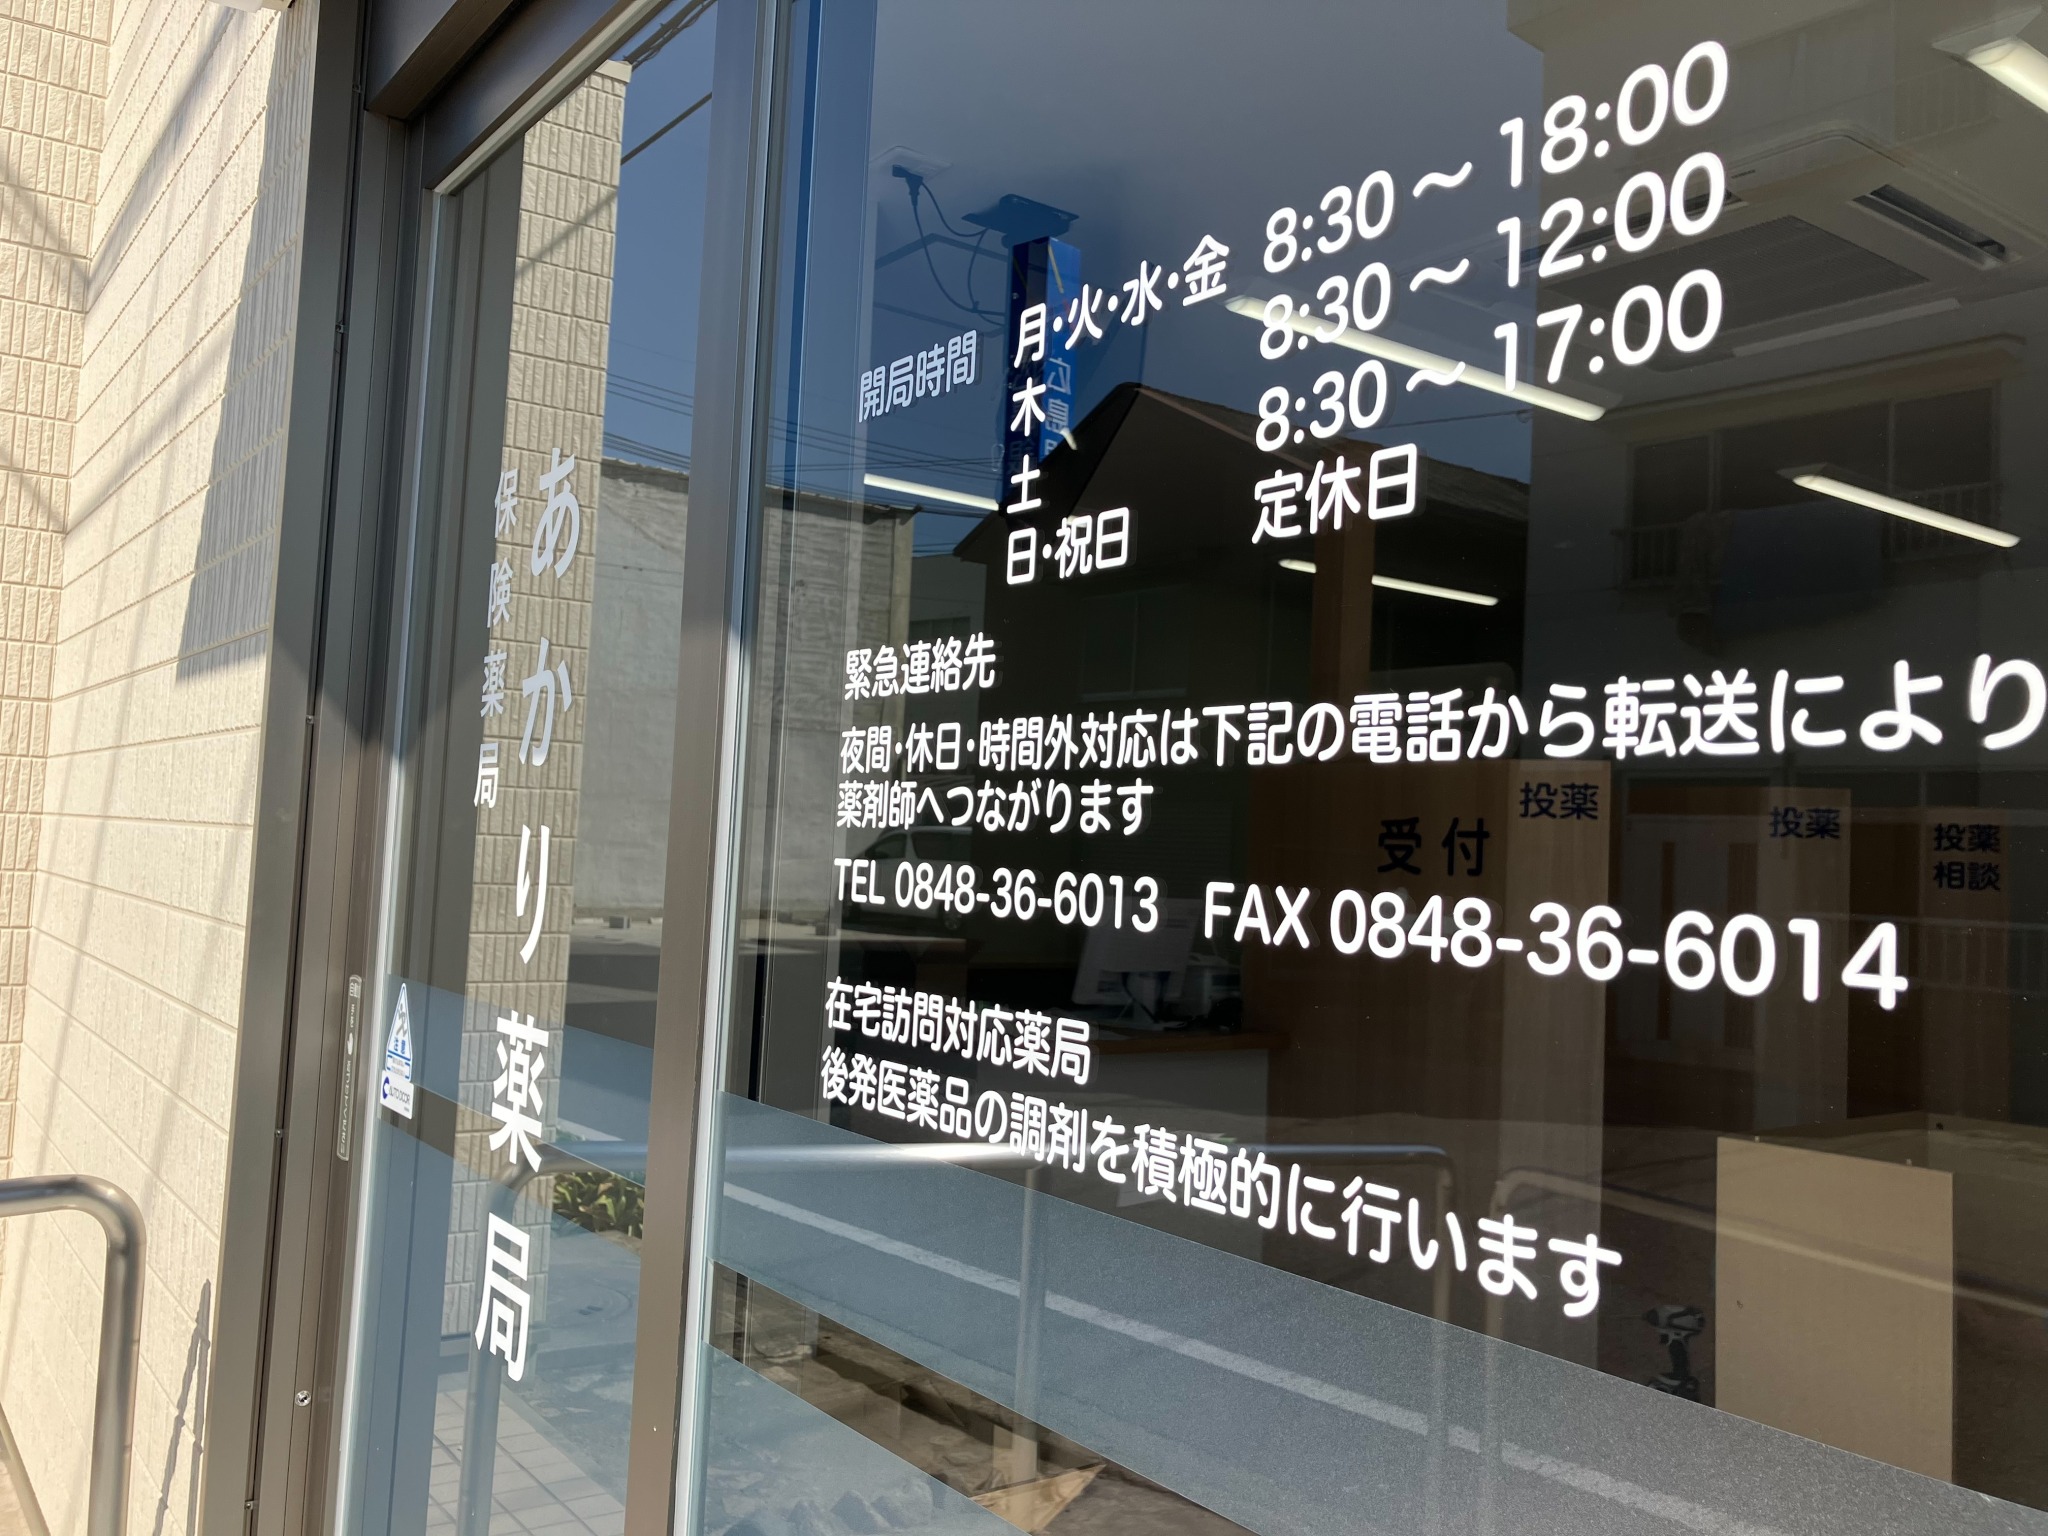 保険薬局
あかり薬局
開局時間
月・火・水・金 8:30～18:00
木 8:30～12:00
土 8:30～17:00
日・祝日 定休日
緊急連絡先
夜間・休日・時間外対応は下記の電話から転送により
薬剤師へつながります
TEL 0848-36-6013 FAX 0848-36-6014
在宅訪問対応薬局
後発医薬品の調剤を積極的に行います
受付
投薬
投薬
投薬
相談
広島